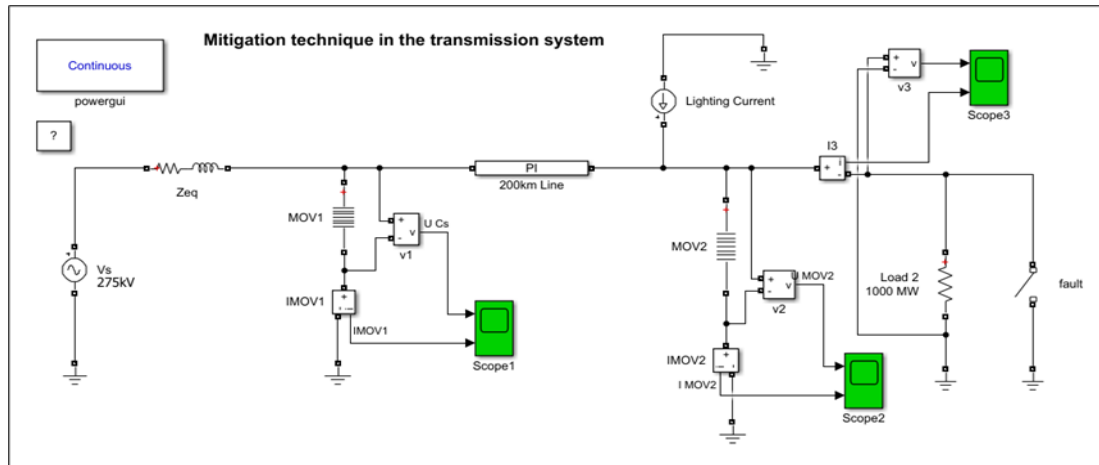 Mitigation technique in the transmission system
Continuous
powergui
?
Zeq
Vs
275kV
MOV1
IMOV1
+
-
v
U Cs
v1
IMOV1
Scope1
PI
200km Line
Lighting Current
MOV2
IMOV2
+
-
v
U MOV2
v2
I MOV2
Scope2
I3
+
i
-
+
-
v
v3
Scope3
Load 2
1000 MW
fault